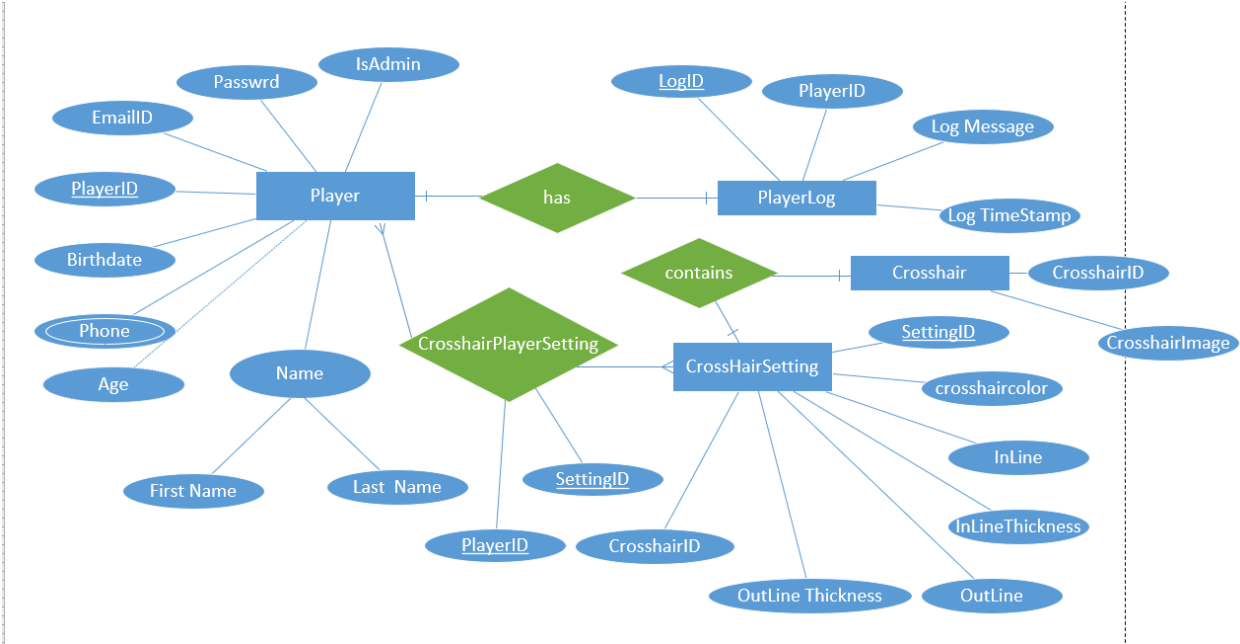 IsAdmin
Passwrd
EmailID
PlayerID
Birthdate
Phone
Age
Player
Name
First Name
Last  Name
has
LogID
PlayerID
Log Message
Log TimeStamp
PlayerLog
contains
Crosshair
CrosshairID
CrosshairImage
CrosshairPlayerSetting
PlayerID
SettingID
CrossHairSetting
SettingID
crosshaircolor
InLine
InLineThickness
OutLine
OutLine Thickness
CrosshairID